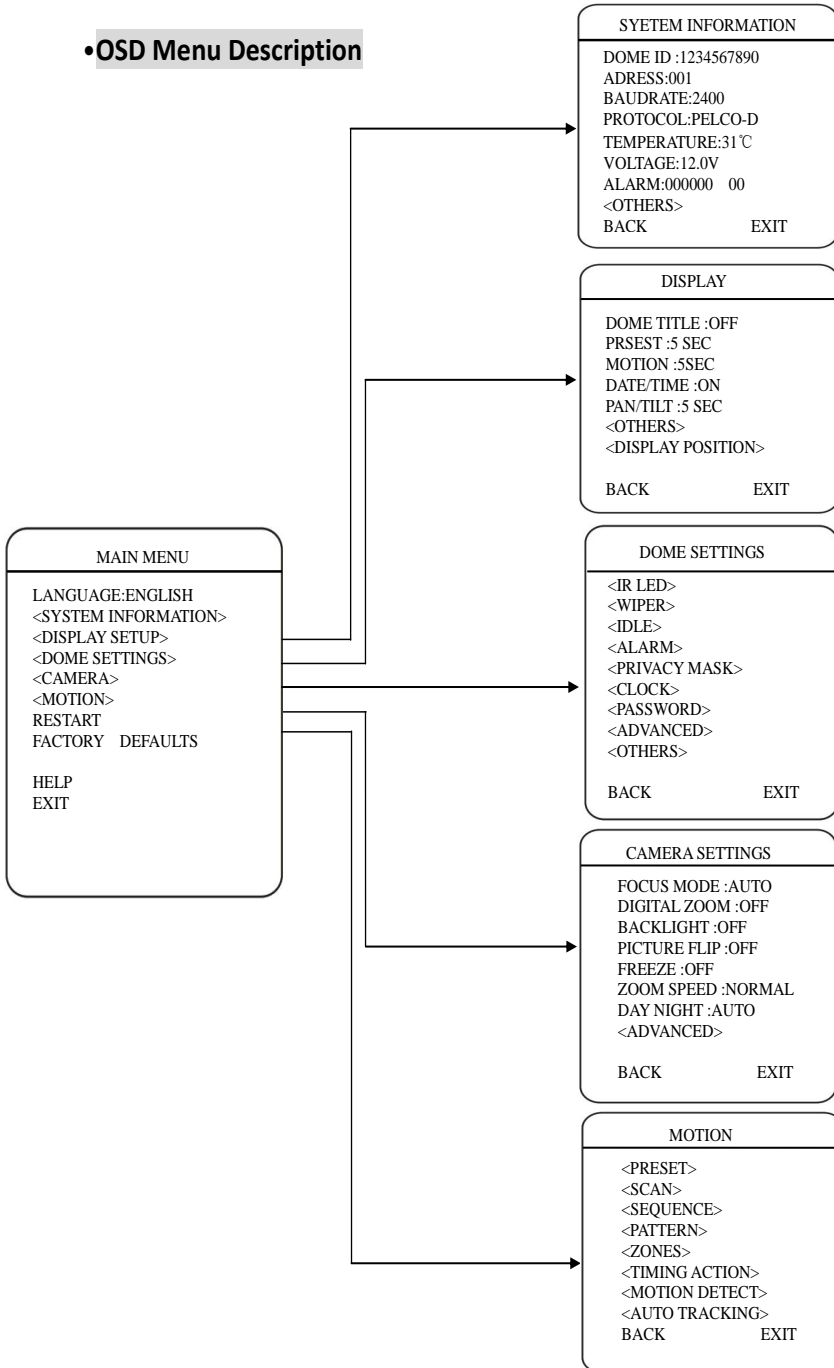 •OSD Menu Description
SYETEM INFORMATION
DOME ID :1234567890
ADRESS:001
BAUDRATE:2400
PROTOCOL:PELCO-D
TEMPERATURE:31℃
VOLTAGE:12.0V
ALARM:000000 00
<OTHERS>
BACK EXIT
DISPLAY
DOME TITLE :OFF
PRSEST :5 SEC
MOTION :5SEC
DATE/TIME :ON
PAN/TILT :5 SEC
<OTHERS>
<DISPLAY POSITION>
BACK EXIT
MAIN MENU
LANGUAGE:ENGLISH
<SYSTEM INFORMATION>
<DISPLAY SETUP>
<DOME SETTINGS>
<CAMERA>
<MOTION>
RESTART
FACTORY DEFAULTS
HELP
EXIT
DOME SETTINGS
<IR LED>
<WIPER>
<IDLE>
<ALARM>
<PRIVACY MASK>
<CLOCK>
<PASSWORD>
<ADVANCED>
<OTHERS>
BACK EXIT
CAMERA SETTINGS
FOCUS MODE :AUTO
DIGITAL ZOOM :OFF
BACKLIGHT :OFF
PICTURE FLIP :OFF
FREEZE :OFF
ZOOM SPEED :NORMAL
DAY NIGHT :AUTO
<ADVANCED>
BACK EXIT
MOTION
<PRESET>
<SCAN>
<SEQUENCE>
<PATTERN>
<ZONES>
<TIMING ACTION>
<MOTION DETECT>
<AUTO TRACKING>
BACK EXIT